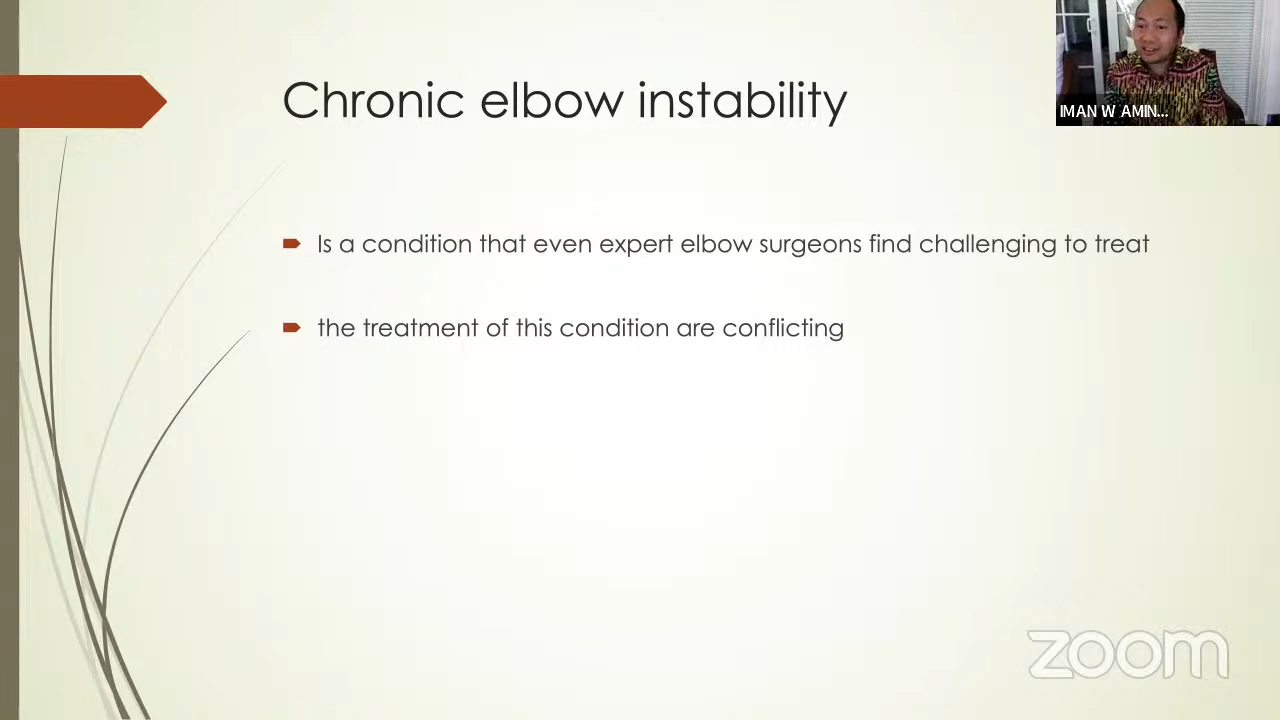 Chronic elbow instability
IMAN W AMIN...
Is a condition that even expert elbow surgeons find challenging to treat
the treatment of this condition are conflicting
zoom